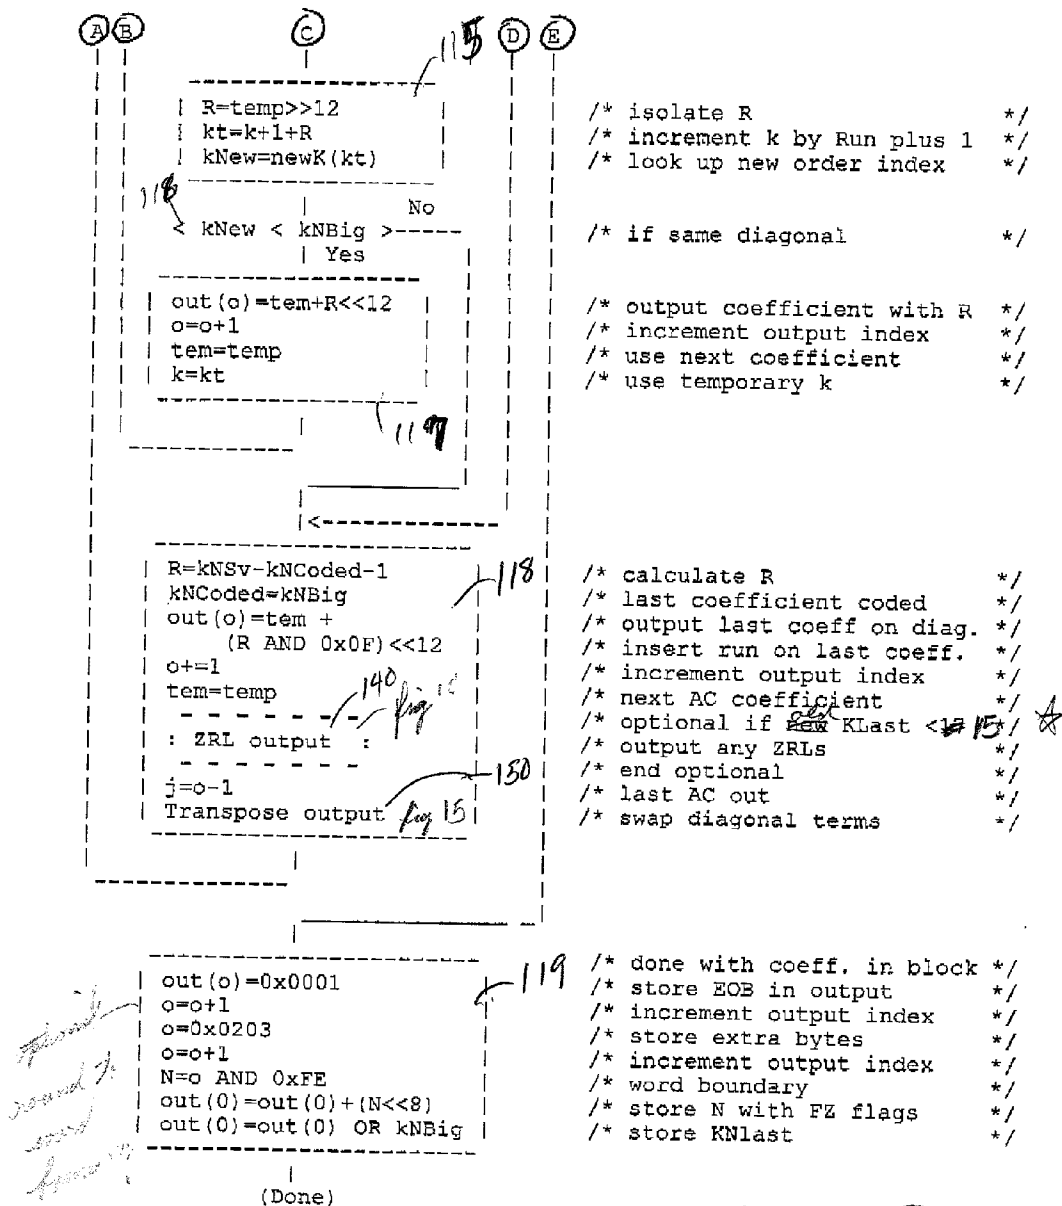 A B C D E
115
R=temp>>12 /* isolate R */
kt=k+1+R /* increment k by Run plus 1 */
kNew=newK(kt) /* look up new order index */
118
No
< kNew < kNBig > /* if same diagonal */
Yes
out(o)=tem+R<<12 /* output coefficient with R */
o=o+1 /* increment output index */
tem=temp /* use next coefficient */
k=kt /* use temporary k */
R=kNSv-kNCoded-1 118 /* calculate R */
kNCoded=kNBig /* last coefficient coded */
out(o)=tem + /* output last coeff on diag. */
(R AND 0x0F)<<12 /* insert run on last coeff. */
o+=1 /* increment output index */
tem=temp 140 /* next AC coefficient */
fig /* optional if KLast < 15 */
: ZRL output : /* output any ZRLs */
150 /* end optional */
j=o-1 /* last AC out */
Transpose output fig 15 /* swap diagonal terms */
119 /* done with coeff. in block */
out(o)=0x0001 /* store EOB in output */
o=o+1 /* increment output index */
o=0x0203 /* store extra bytes */
o=o+1 /* increment output index */
N=o AND 0xFE /* word boundary */
out(0)=out(0)+(N<<8) /* store N with FZ flags */
out(0)=out(0) OR kNBig /* store KNlast */
(Done)